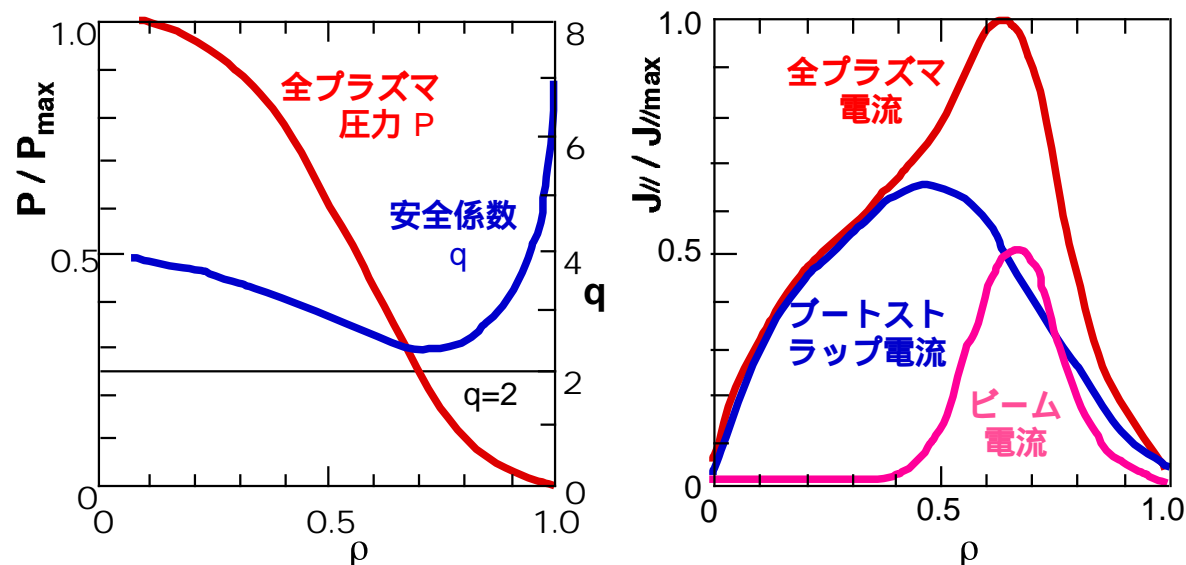 1.0
0.5
0
P / Pmax
全プラズマ
圧力 P
安全係数
q
q=2
8
6
4
2
0
q
0
0.5
1.0
ρ
1.0
0.5
0
J// / J//max
全プラズマ
電流
ブートスト
ラップ電流
ビーム
電流
0
0.5
1.0
ρ